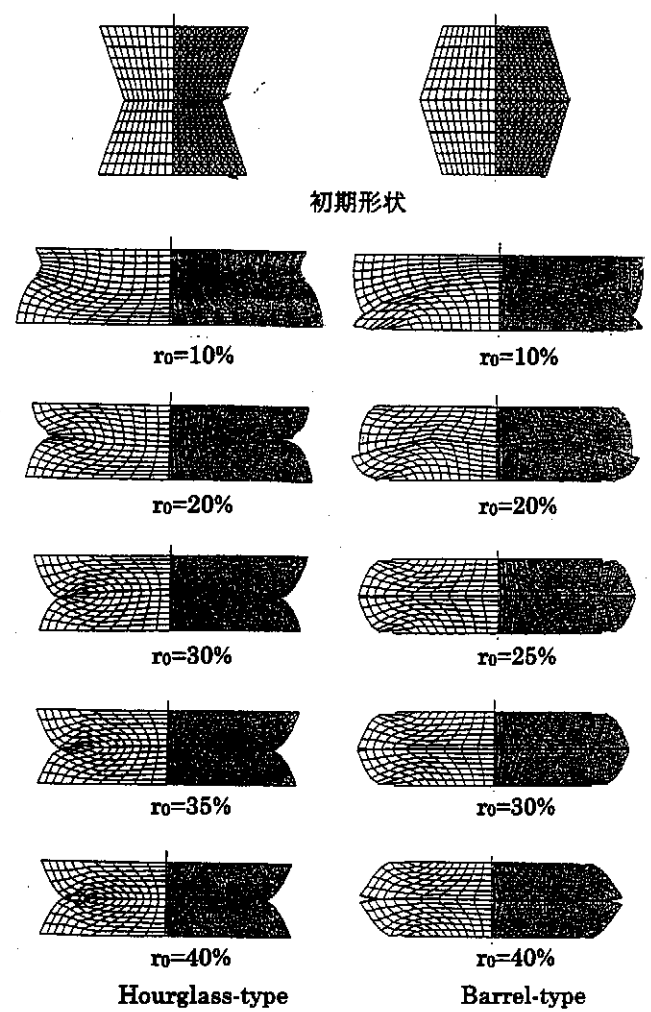 初期形状
r₀=10%
r₀=10%
r₀=20%
r₀=20%
r₀=30%
r₀=25%
r₀=35%
r₀=30%
r₀=40%
r₀=40%
Hourglass-type
Barrel-type